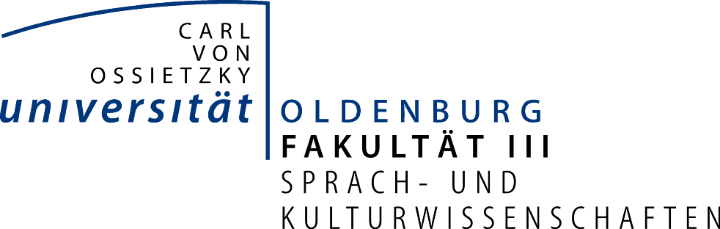 CARL
VON
OSSIETZKY
universität OLDENBURG
FAKULTÄT III
SPRACH- UND
KULTURWISSENSCHAFTEN